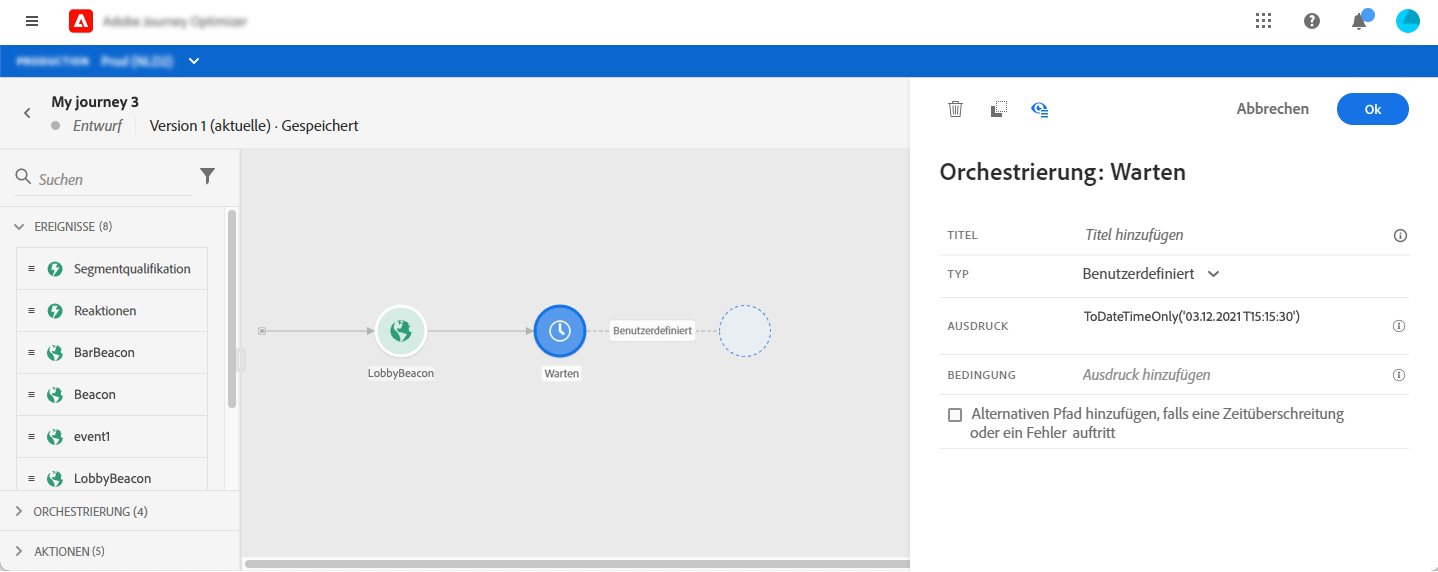 Adobe Journey Optimizer
PRODUCTION Prod (NLD2)
My journey 3
Entwurf Version 1 (aktuelle) · Gespeichert
Suchen
EREIGNISSE (8)
Segmentqualifikation
Reaktionen
BarBeacon
Beacon
event1
LobbyBeacon
ORCHESTRIERUNG (4)
AKTIONEN (5)
LobbyBeacon
Warten
Benutzerdefiniert
Abbrechen Ok
Orchestrierung: Warten
TITEL Titel hinzufügen
TYP Benutzerdefiniert
AUSDRUCK ToDateTimeOnly('03.12.2021 T15:15:30')
BEDINGUNG Ausdruck hinzufügen
Alternativen Pfad hinzufügen, falls eine Zeitüberschreitung
oder ein Fehler auftritt